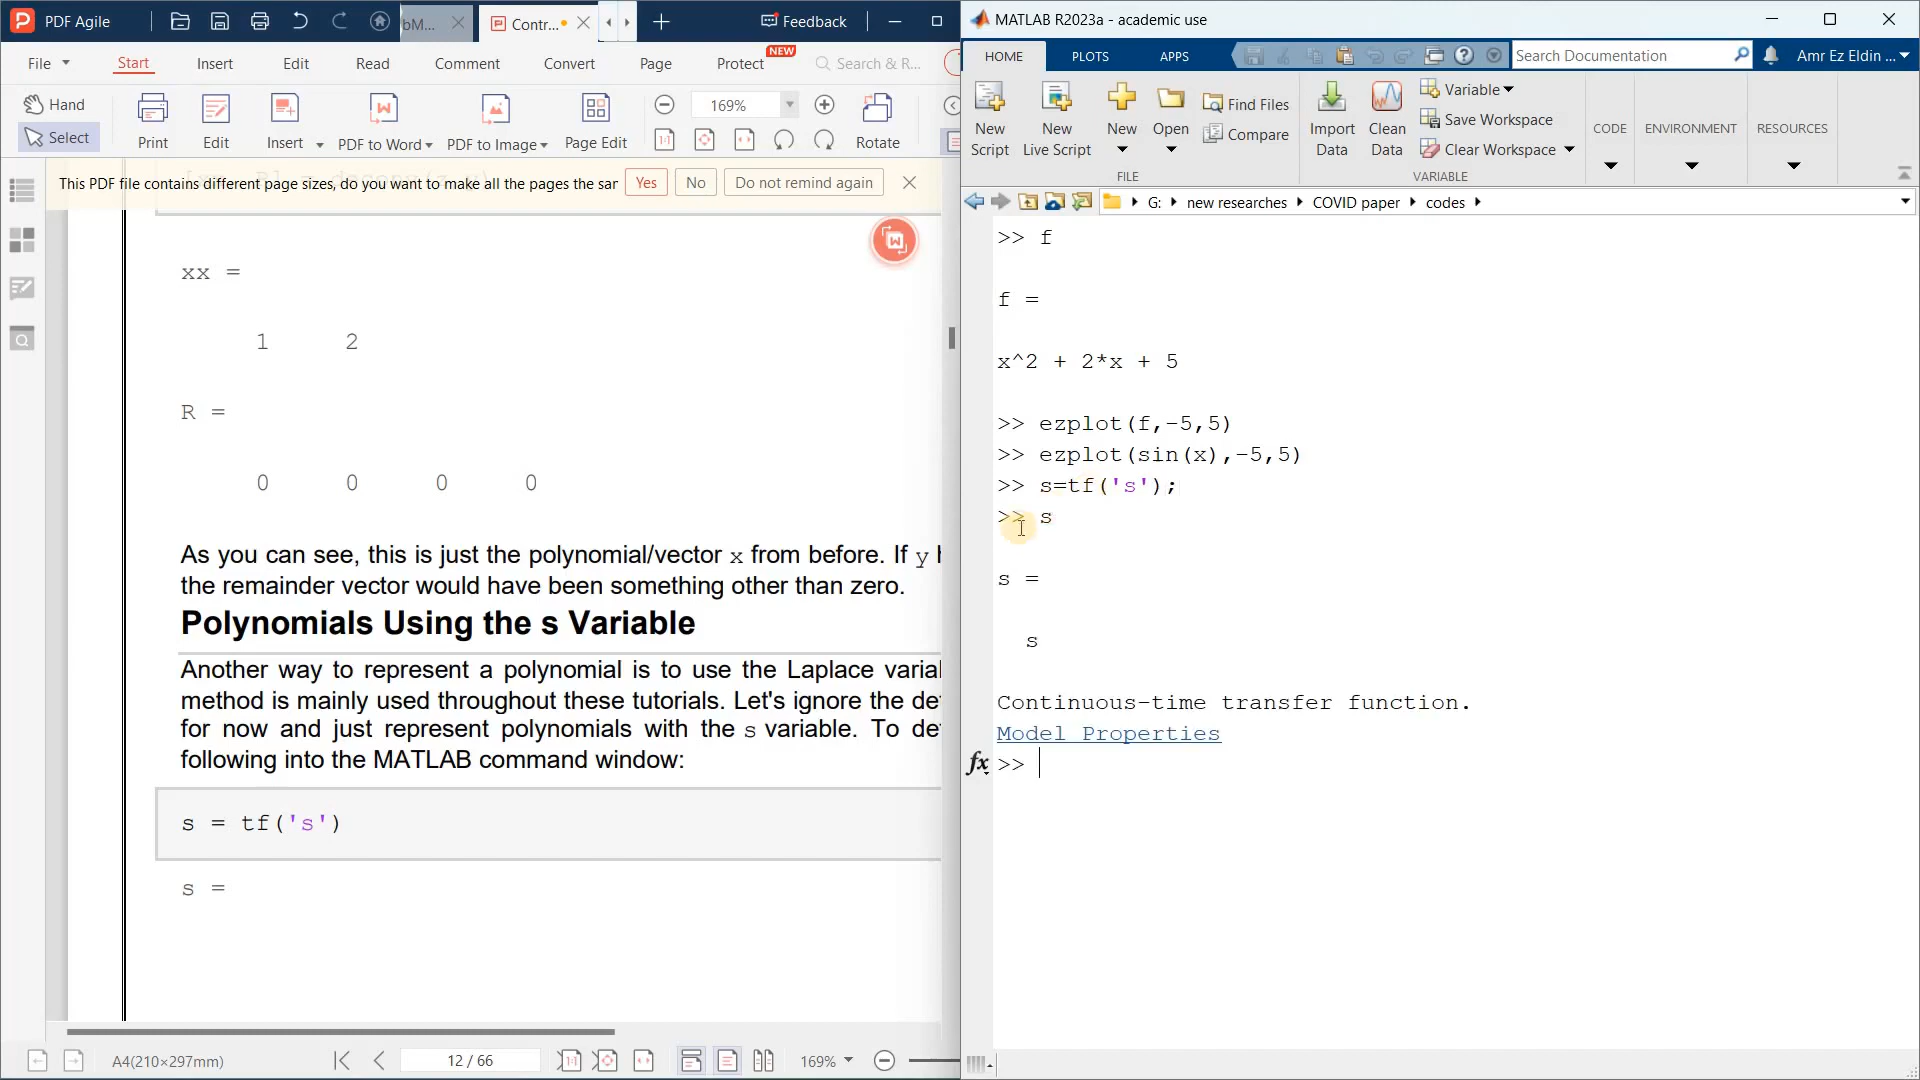 PDF Agile
bM...
Contr...
Feedback
File Start Insert Edit Read Comment Convert Page Protect NEW Search & R...
Hand
Select
169%
Print Edit Insert PDF to Word PDF to Image Page Edit Rotate
This PDF file contains different page sizes, do you want to make all the pages the sar Yes No Do not remind again
xx =
1 2
R =
0 0 0 0
As you can see, this is just the polynomial/vector x from before. If y
the remainder vector would have been something other than zero.
Polynomials Using the s Variable
Another way to represent a polynomial is to use the Laplace varial
method is mainly used throughout these tutorials. Let's ignore the de
for now and just represent polynomials with the s variable. To de
following into the MATLAB command window:
s = tf('s')
s =
A4(210×297mm)
12 / 66
169%
MATLAB R2023a - academic use
HOME PLOTS APPS
Search Documentation
Amr Ez Eldin ...
New Script
New Live Script
New
Open
Find Files
Compare
Import Data
Clean Data
Variable
Save Workspace
Clear Workspace
CODE ENVIRONMENT RESOURCES
FILE VARIABLE
G: new researches COVID paper codes
>> f
f =
x^2 + 2*x + 5
>> ezplot(f,-5,5)
>> ezplot(sin(x),-5,5)
>> s=tf('s');
>> s
s =
s
Continuous-time transfer function.
Model Properties
fx >>